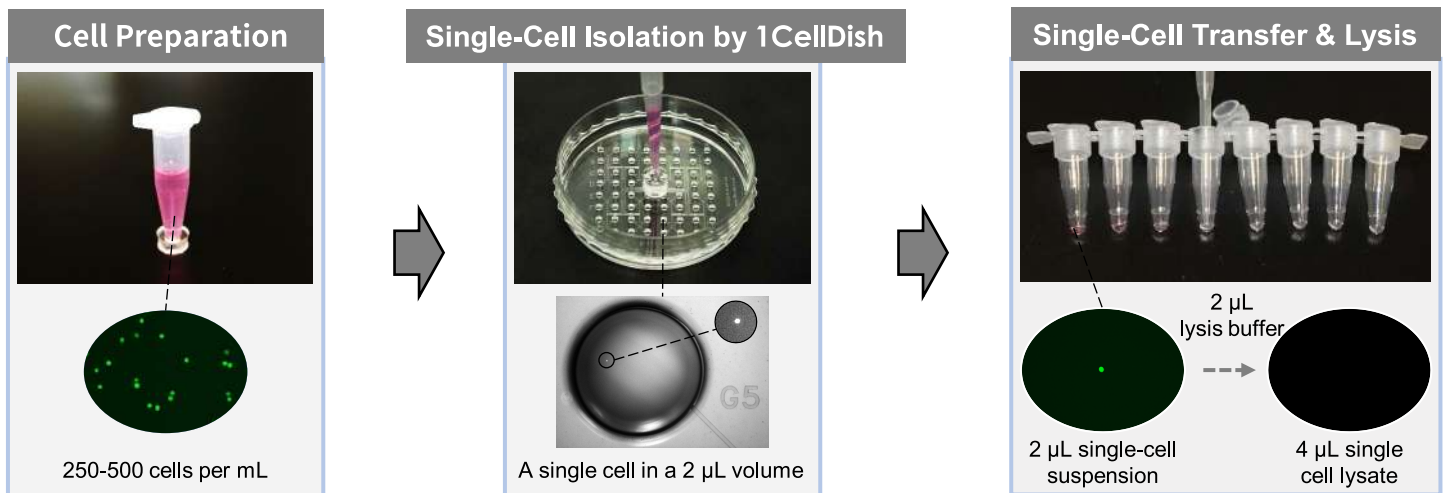 Cell Preparation
Single-Cell Isolation by 1CellDish
Single-Cell Transfer & Lysis
G5
2 µL
lysis buffer
250-500 cells per mL
A single cell in a 2 µL volume
2 µL single-cell
suspension
4 µL single
cell lysate